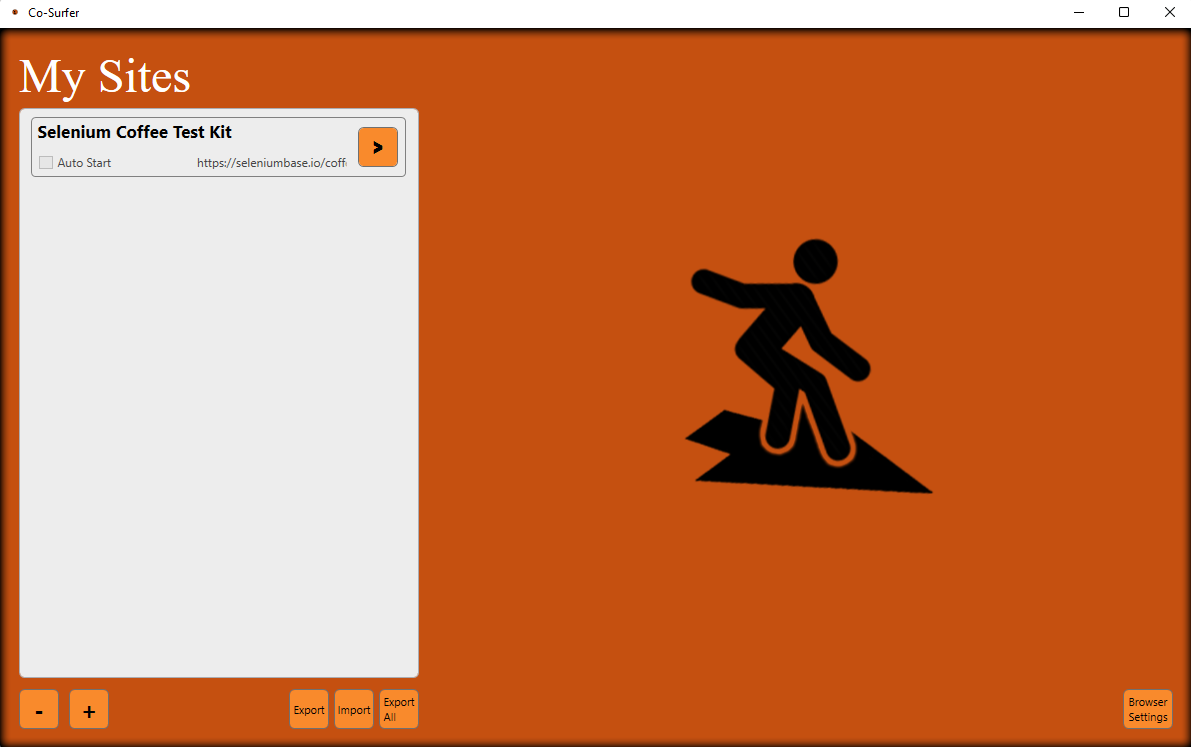 Co-Surfer
My Sites
Selenium Coffee Test Kit
>
Auto Start
https://seleniumbase.io/coff
-
+
Export
Import
Export
All
Browser
Settings